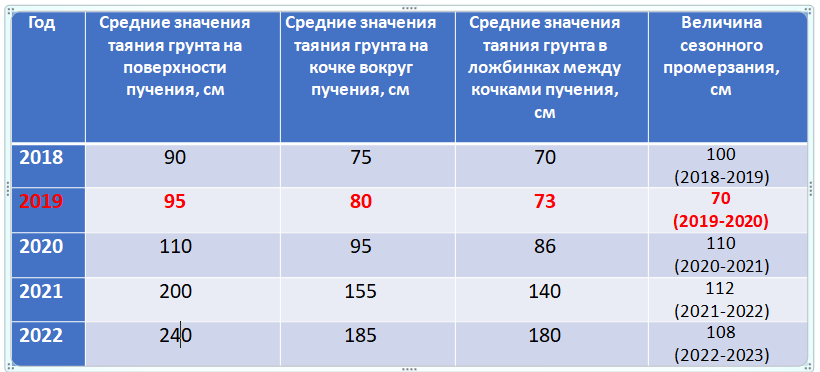 Год
Средние значения
таяния грунта на
поверхности
пучения, см
Средние значения
таяния грунта на
кочке вокруг
пучения, см
Средние значения
таяния грунта в
ложбинках между
кочками пучения,
см
Величина
сезонного
промерзания,
см
2018 90 75 70 100
(2018-2019)
2019 95 80 73 70
(2019-2020)
2020 110 95 86 110
(2020-2021)
2021 200 155 140 112
(2021-2022)
2022 240 185 180 108
(2022-2023)